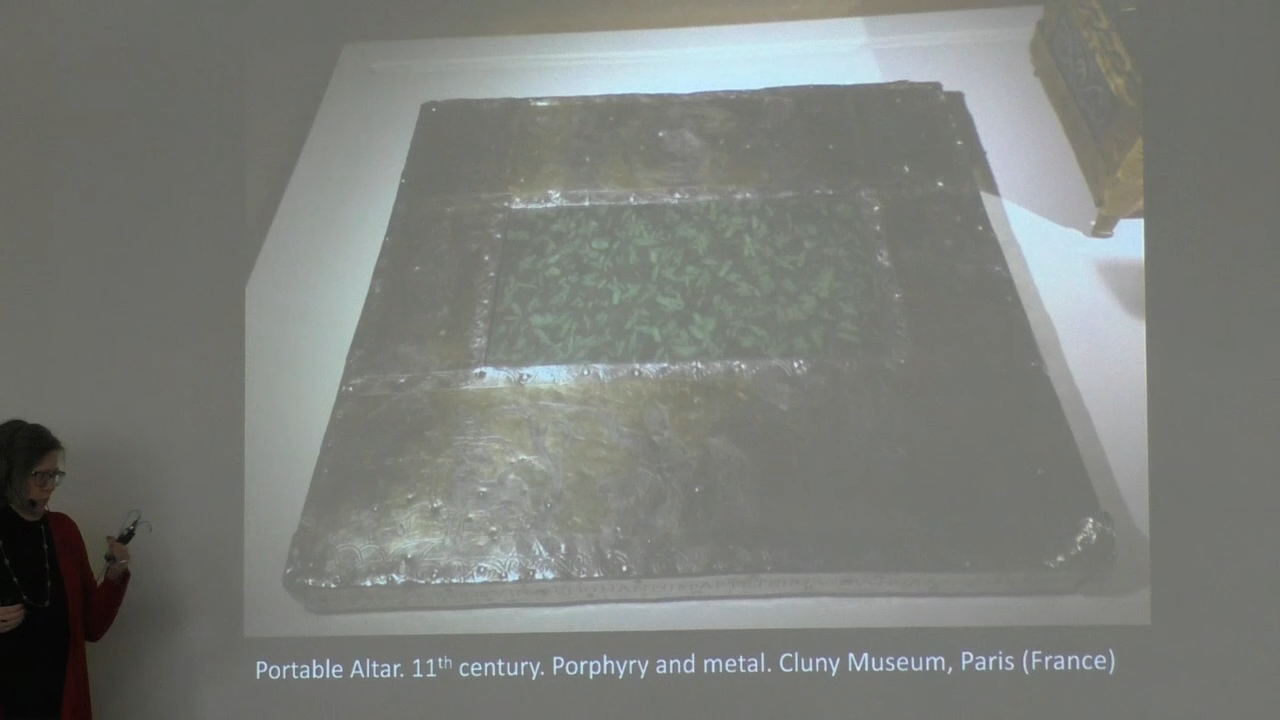 Portable Altar. 11th century. Porphyry and metal. Cluny Museum, Paris (France)